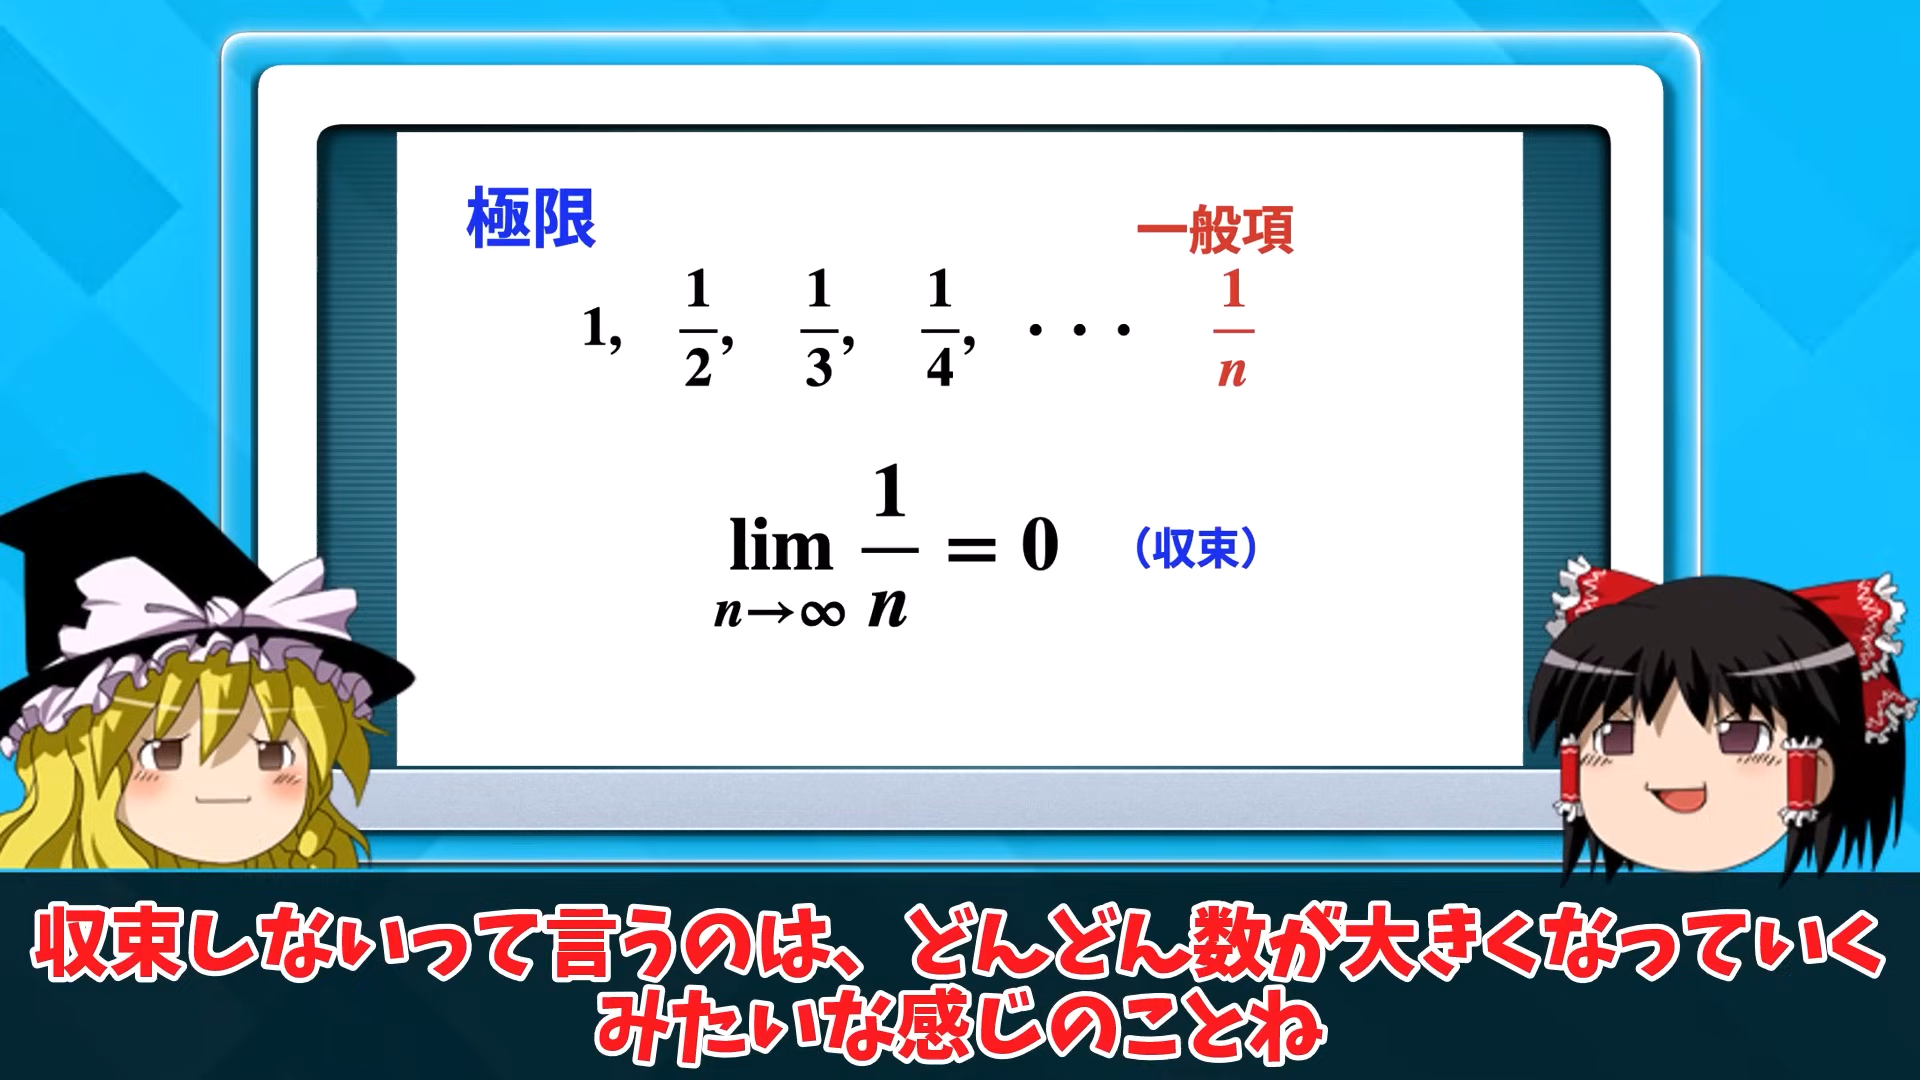 極限
一般項
1, 1/2, 1/3, 1/4, ・・・ 1/n
lim n→∞ 1/n = 0 （収束）
収束しないって言うのは、どんどん数が大きくなっていく
みたいな感じのことね